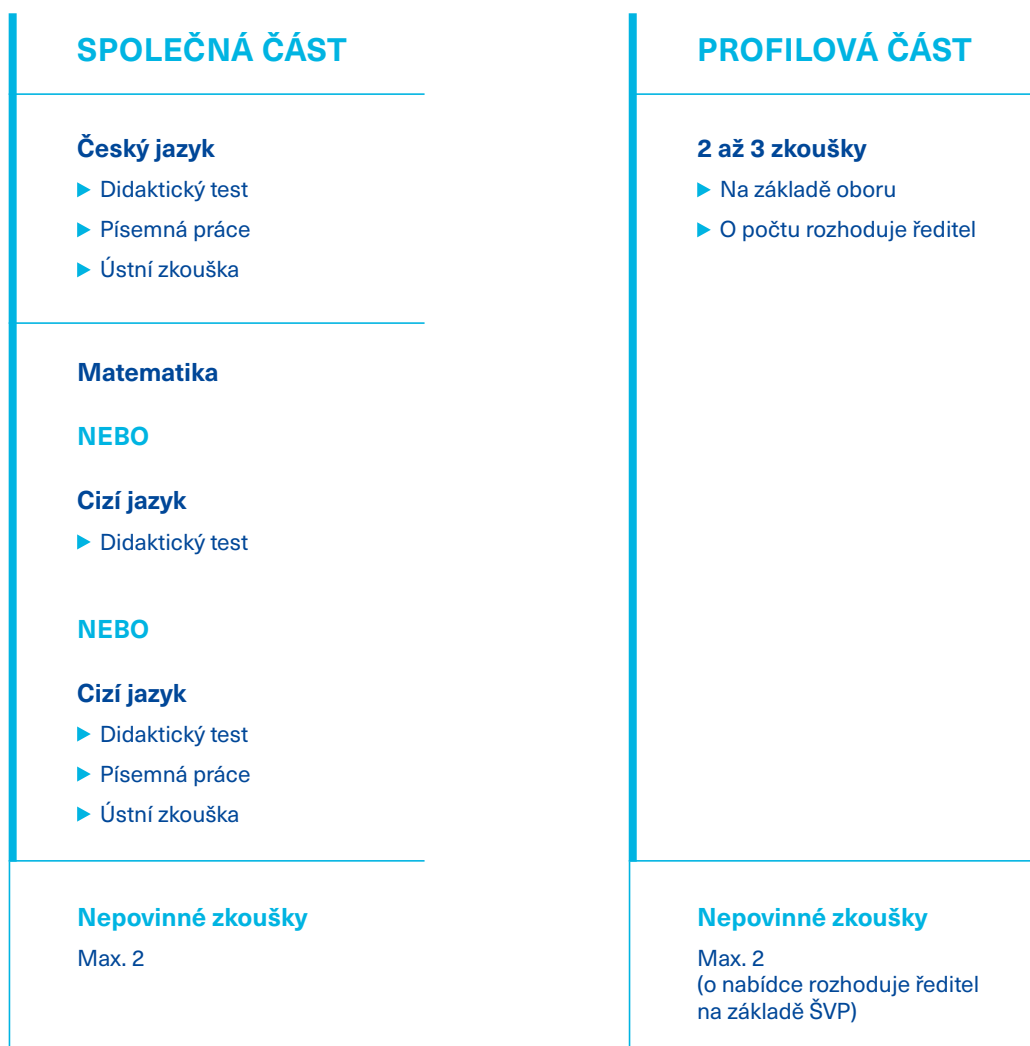 SPOLEČNÁ ČÁST
Český jazyk
Didaktický test
Písemná práce
Ústní zkouška
Matematika
NEBO
Cizí jazyk
Didaktický test
NEBO
Cizí jazyk
Didaktický test
Písemná práce
Ústní zkouška
Nepovinné zkoušky
Max. 2
PROFILOVÁ ČÁST
2 až 3 zkoušky
Na základě oboru
O počtu rozhoduje ředitel
Nepovinné zkoušky
Max. 2
(o nabídce rozhoduje ředitel
na základě ŠVP)